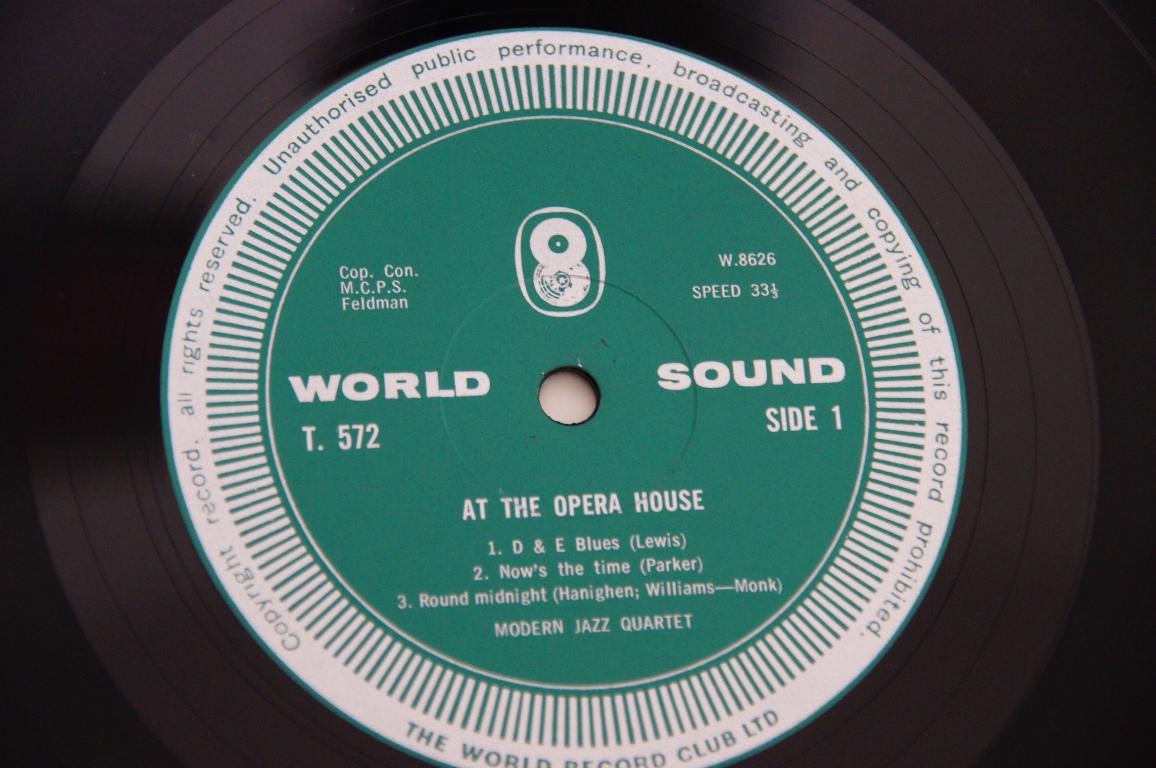 Copyright record. all rights reserved. Unauthorised public performance, broadcasting and copying of this record prohibited.
Cop. Con.
M.C.P.S.
Feldman
W.8626
SPEED 33⅓
WORLD SOUND
T. 572
SIDE 1
AT THE OPERA HOUSE
1. D & E Blues (Lewis)
2. Now's the time (Parker)
3. Round midnight (Hanighen; Williams—Monk)
MODERN JAZZ QUARTET
THE WORLD RECORD CLUB LTD